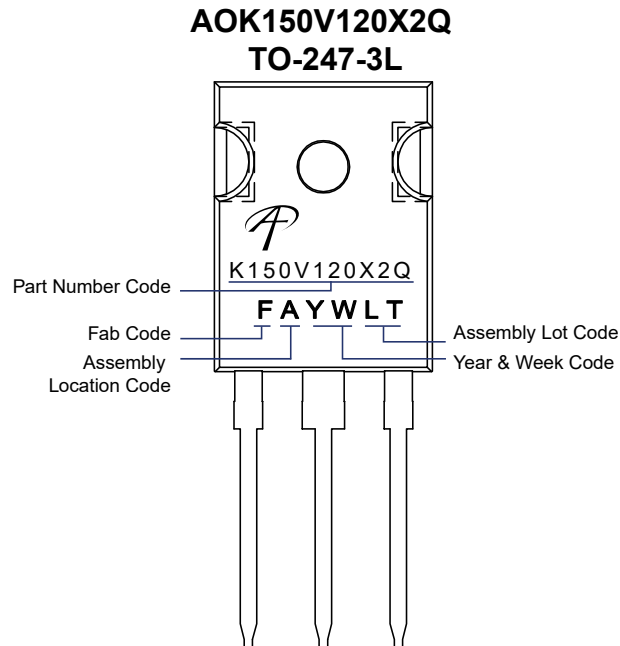 AOK150V120X2Q
TO-247-3L
K150V120X2Q
Part Number Code
FAYWLT
Fab Code
Assembly Lot Code
Assembly
Location Code
Year & Week Code